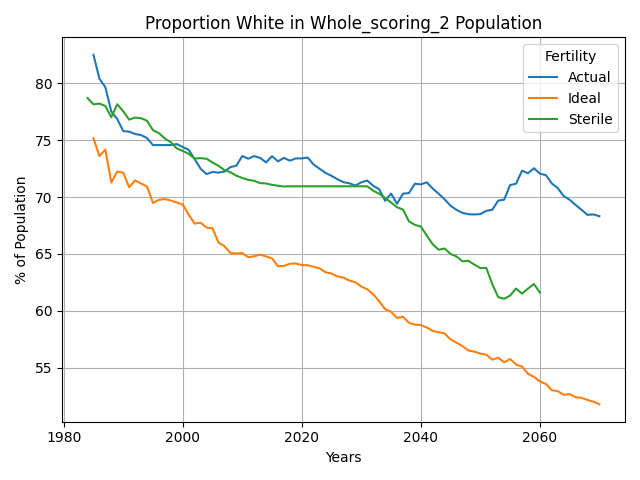 Proportion White in Whole_scoring_2 Population
Fertility
Actual
Ideal
Sterile
% of Population
80
75
70
65
60
55
1980
2000
2020
2040
2060
Years